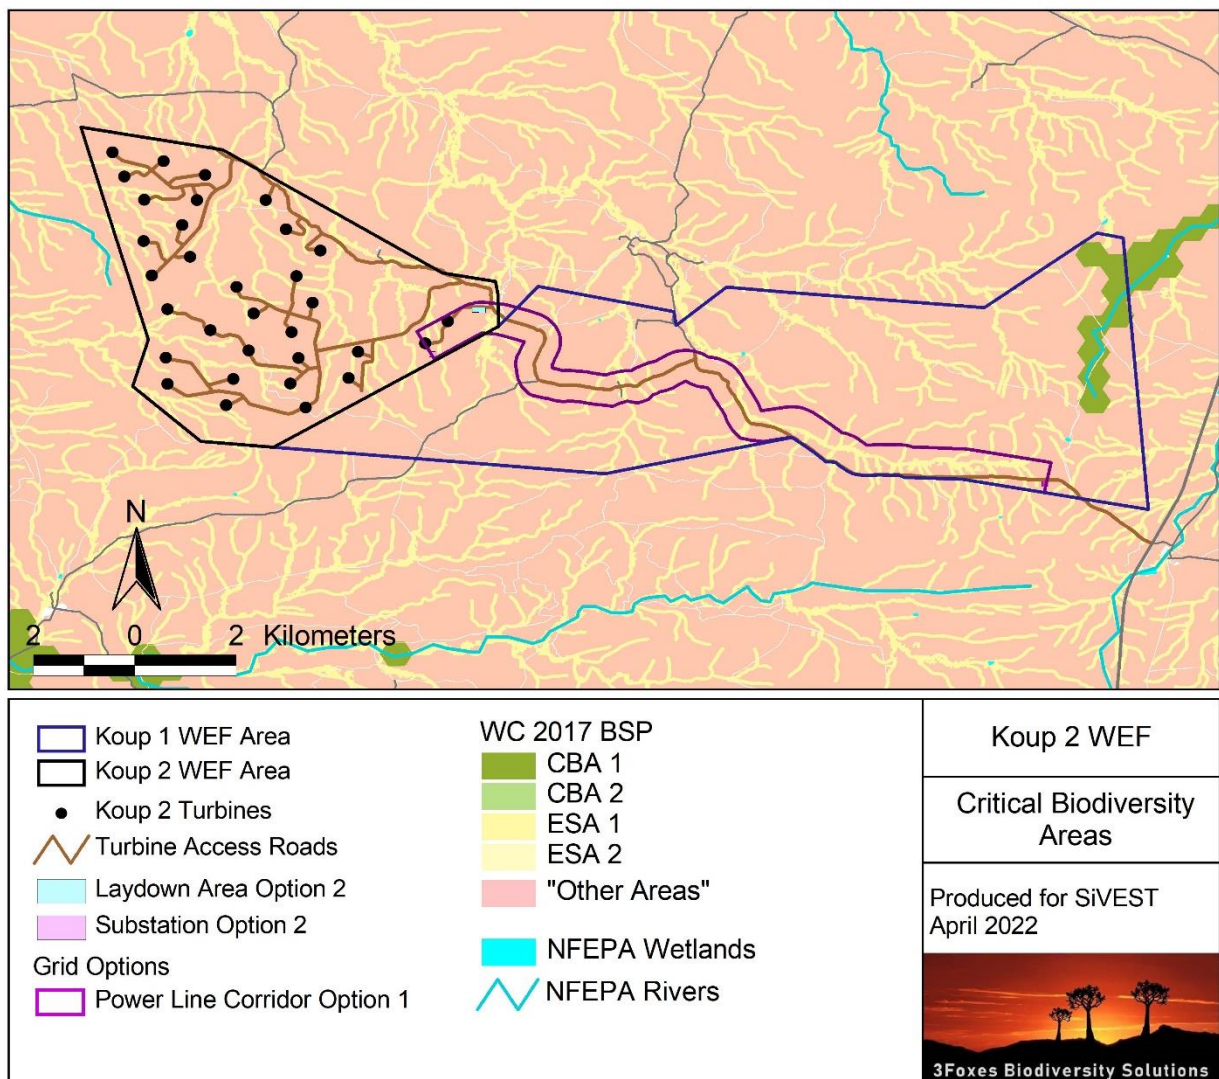 N
2 0 2 Kilometers
Koup 1 WEF Area
Koup 2 WEF Area
Koup 2 Turbines
Turbine Access Roads
Laydown Area Option 2
Substation Option 2
Grid Options
Power Line Corridor Option 1
WC 2017 BSP
CBA 1
CBA 2
ESA 1
ESA 2
"Other Areas"
NFEPA Wetlands
NFEPA Rivers
Koup 2 WEF
Critical Biodiversity
Areas
Produced for SiVEST
April 2022
3Foxes Biodiversity Solutions